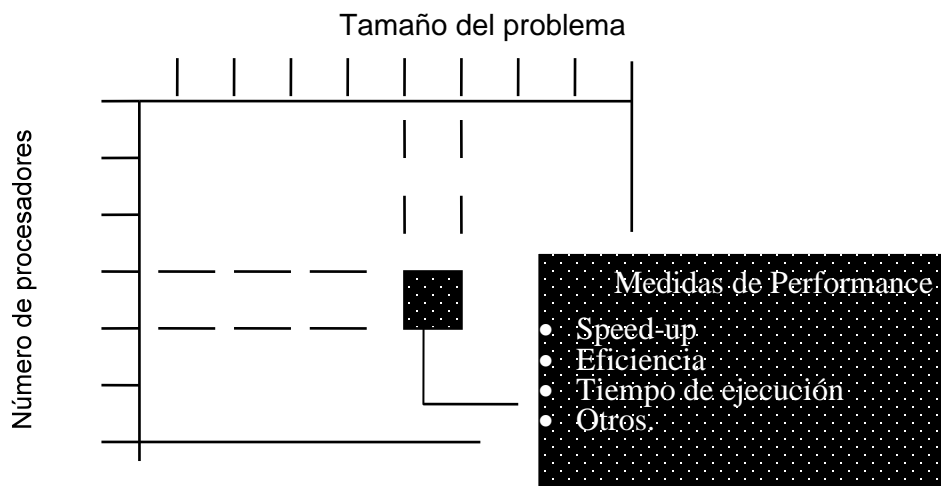 Tamaño del problema
Número de procesadores
Medidas de Performance
• Speed-up
• Eficiencia
• Tiempo de ejecución
• Otros.